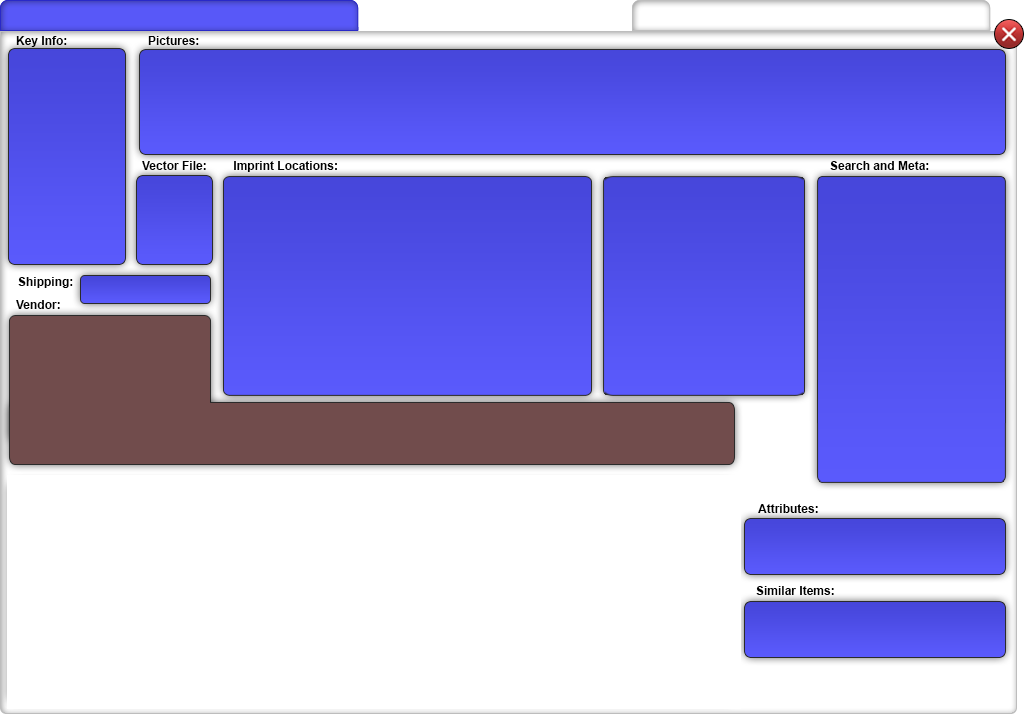 Key Info:
Pictures:
Vector File:
Imprint Locations:
Search and Meta:
Shipping:
Vendor:
Attributes:
Similar Items: